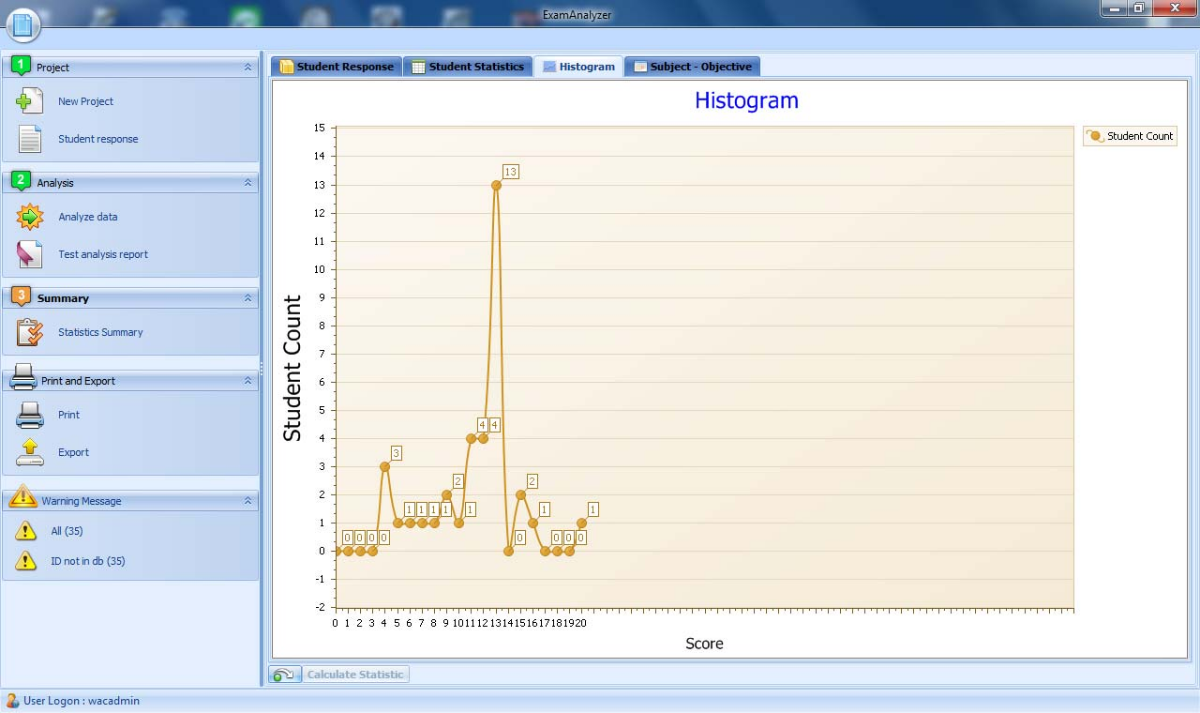 ExamAnalyzer
1 Project
New Project
Student response
2 Analysis
Analyze data
Test analysis report
3 Summary
Statistics Summary
Print and Export
Print
Export
Warning Message
All (35)
ID not in db (35)
Student Response Student Statistics Histogram Subject - Objective
Histogram
Student Count
15
14
13
12
11
10
9
8
7
6
5
4
3
2
1
0
-1
-2
Student Count
13
4 4
3
2 2
1 1 1 1 1 1 1
0 0 0 0 0 0 0 0
0 1 2 3 4 5 6 7 8 9 10 11 12 13 14 15 16 17 18 19 20
Score
Calculate Statistic
User Logon : wacadmin